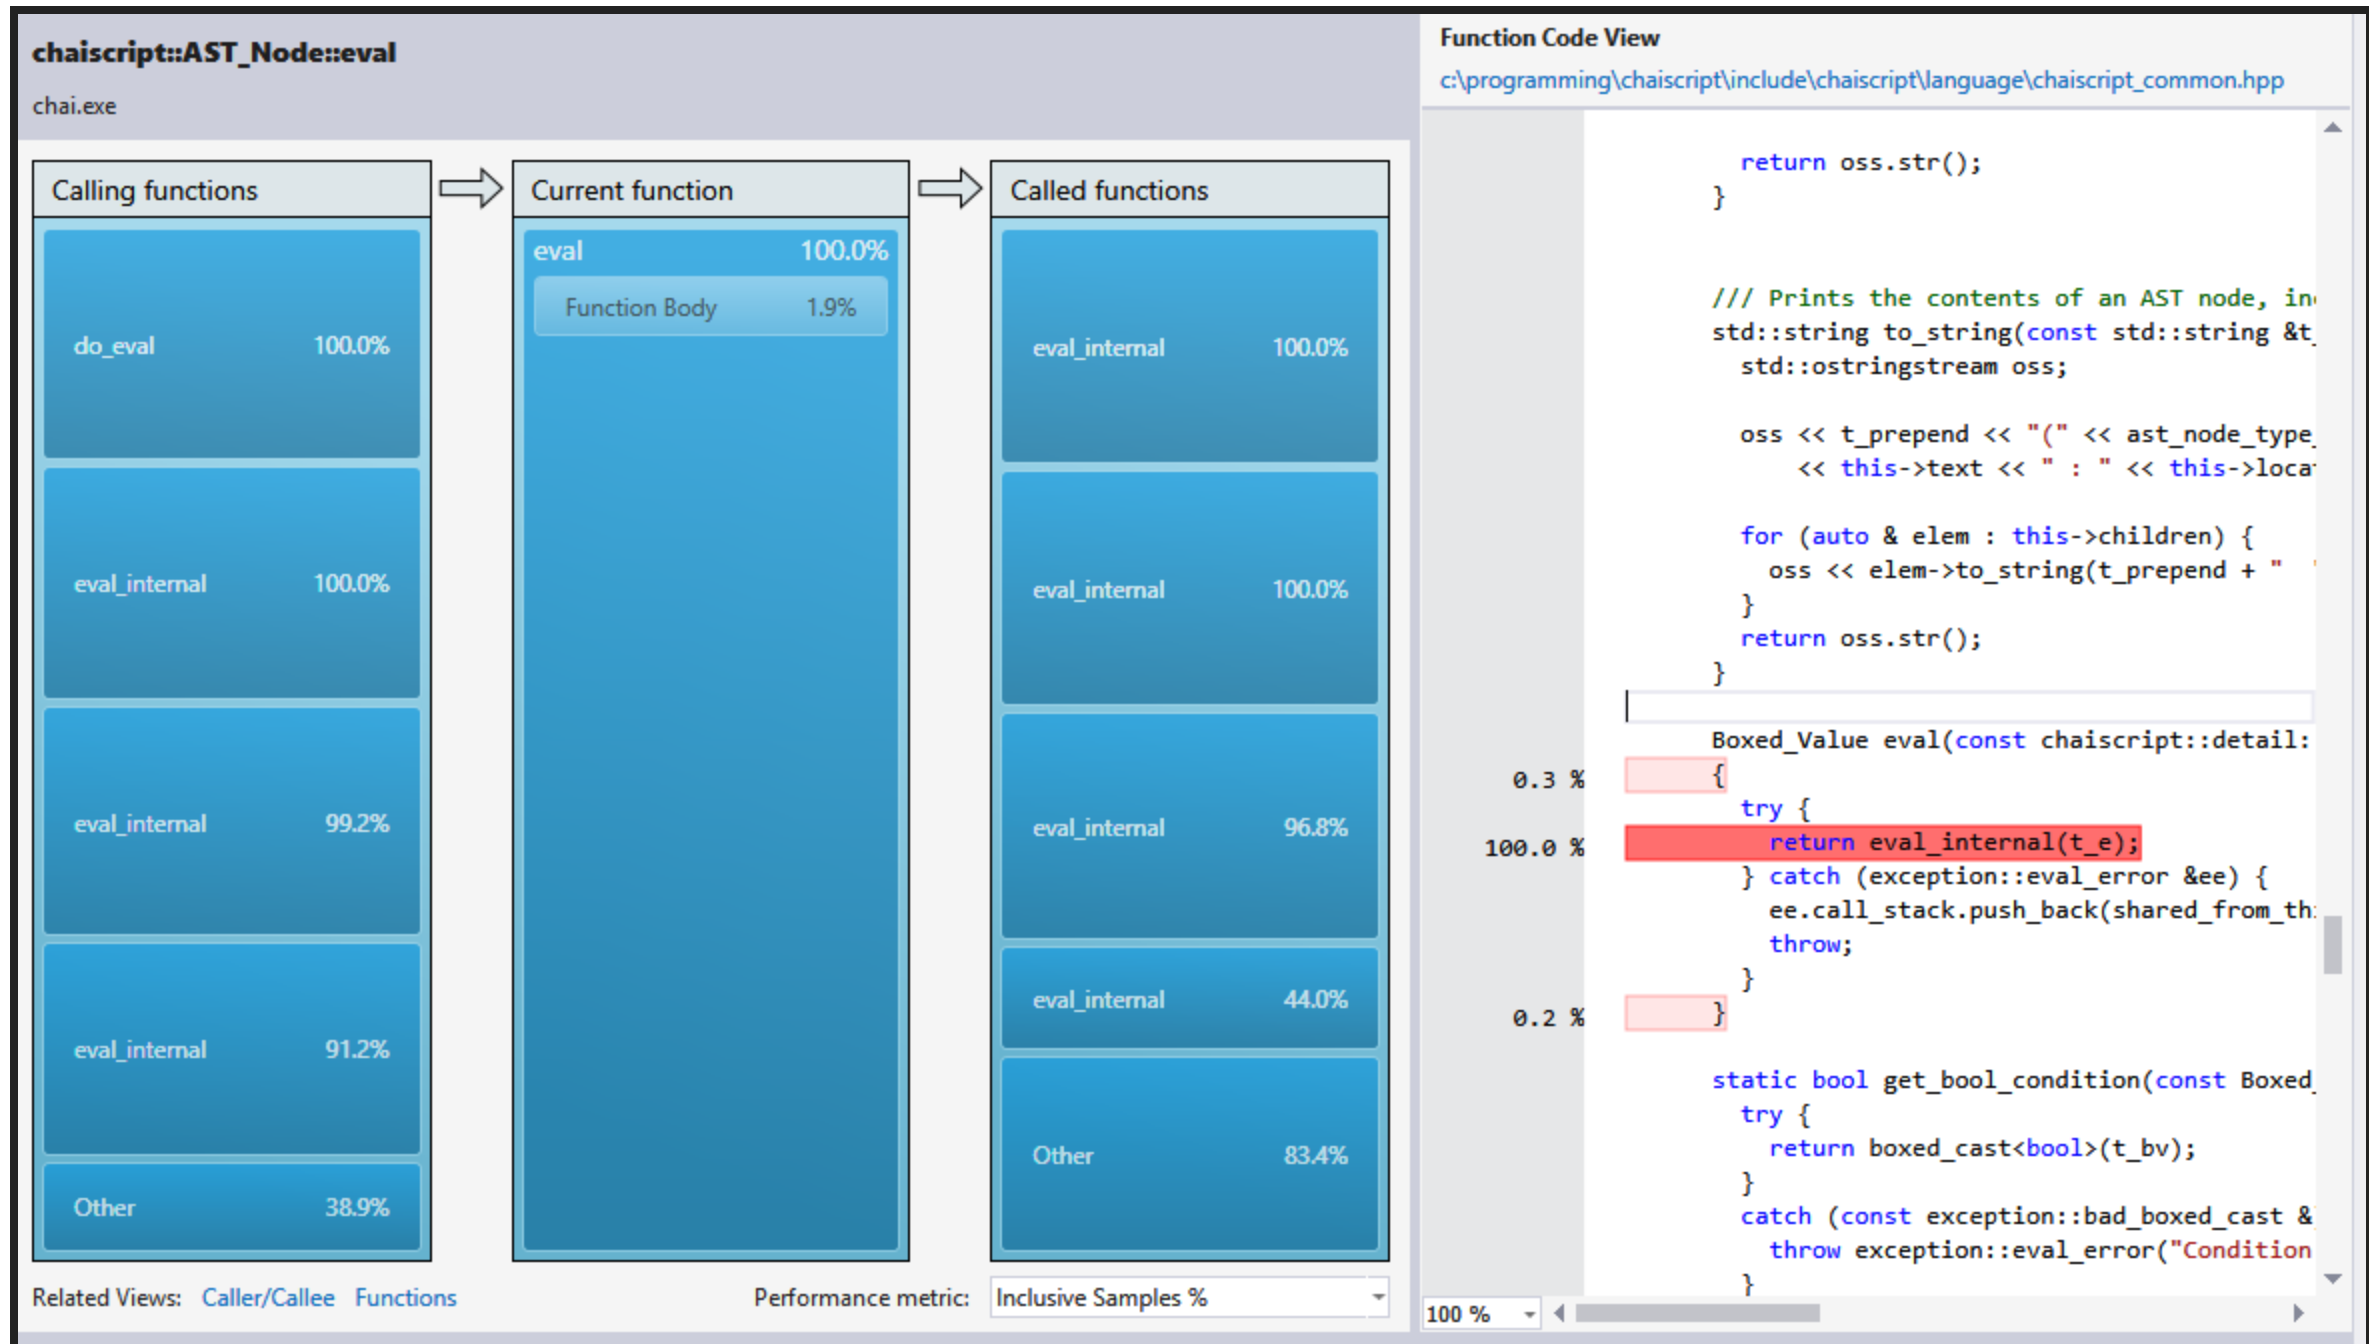 chaiscript::AST_Node::eval
chai.exe
Calling functions
do_eval 100.0%
eval_internal 100.0%
eval_internal 99.2%
eval_internal 91.2%
Other 38.9%
Current function
eval 100.0%
Function Body 1.9%
Called functions
eval_internal 100.0%
eval_internal 100.0%
eval_internal 96.8%
eval_internal 44.0%
Other 83.4%
Related Views: Caller/Callee Functions
Performance metric: Inclusive Samples %
Function Code View
c:\programming\chaiscript\include\chaiscript\language\chaiscript_common.hpp
return oss.str();
}
/// Prints the contents of an AST node, in
std::string to_string(const std::string &t_
std::ostringstream oss;
oss << t_prepend << "(" << ast_node_type_
<< this->text << " : " << this->loca
for (auto & elem : this->children) {
oss << elem->to_string(t_prepend + "
}
return oss.str();
}
Boxed_Value eval(const chaiscript::detail:
0.3 % {
try {
100.0 % return eval_internal(t_e);
} catch (exception::eval_error &ee) {
ee.call_stack.push_back(shared_from_th
throw;
}
0.2 % }
static bool get_bool_condition(const Boxed_
try {
return boxed_cast<bool>(t_bv);
}
catch (const exception::bad_boxed_cast &
throw exception::eval_error("Condition
}
100 %